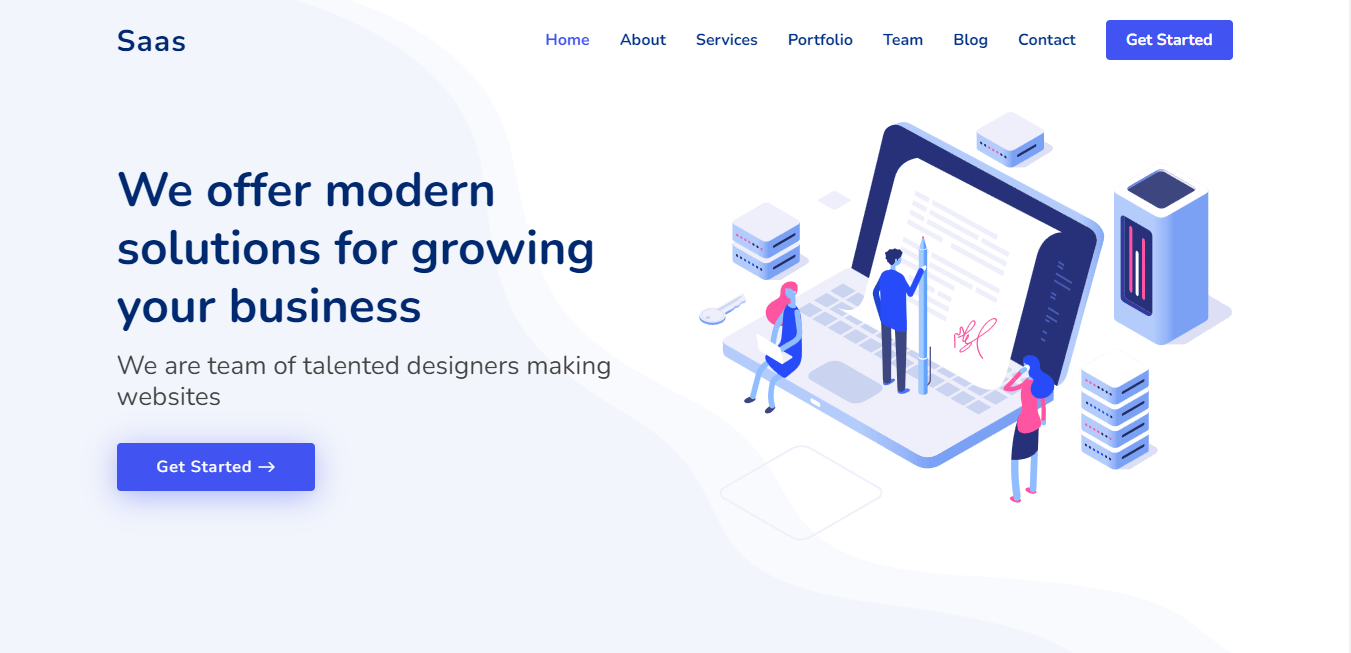 Saas
Home About Services Portfolio Team Blog Contact Get Started
We offer modern
solutions for growing
your business
We are team of talented designers making
websites
Get Started →